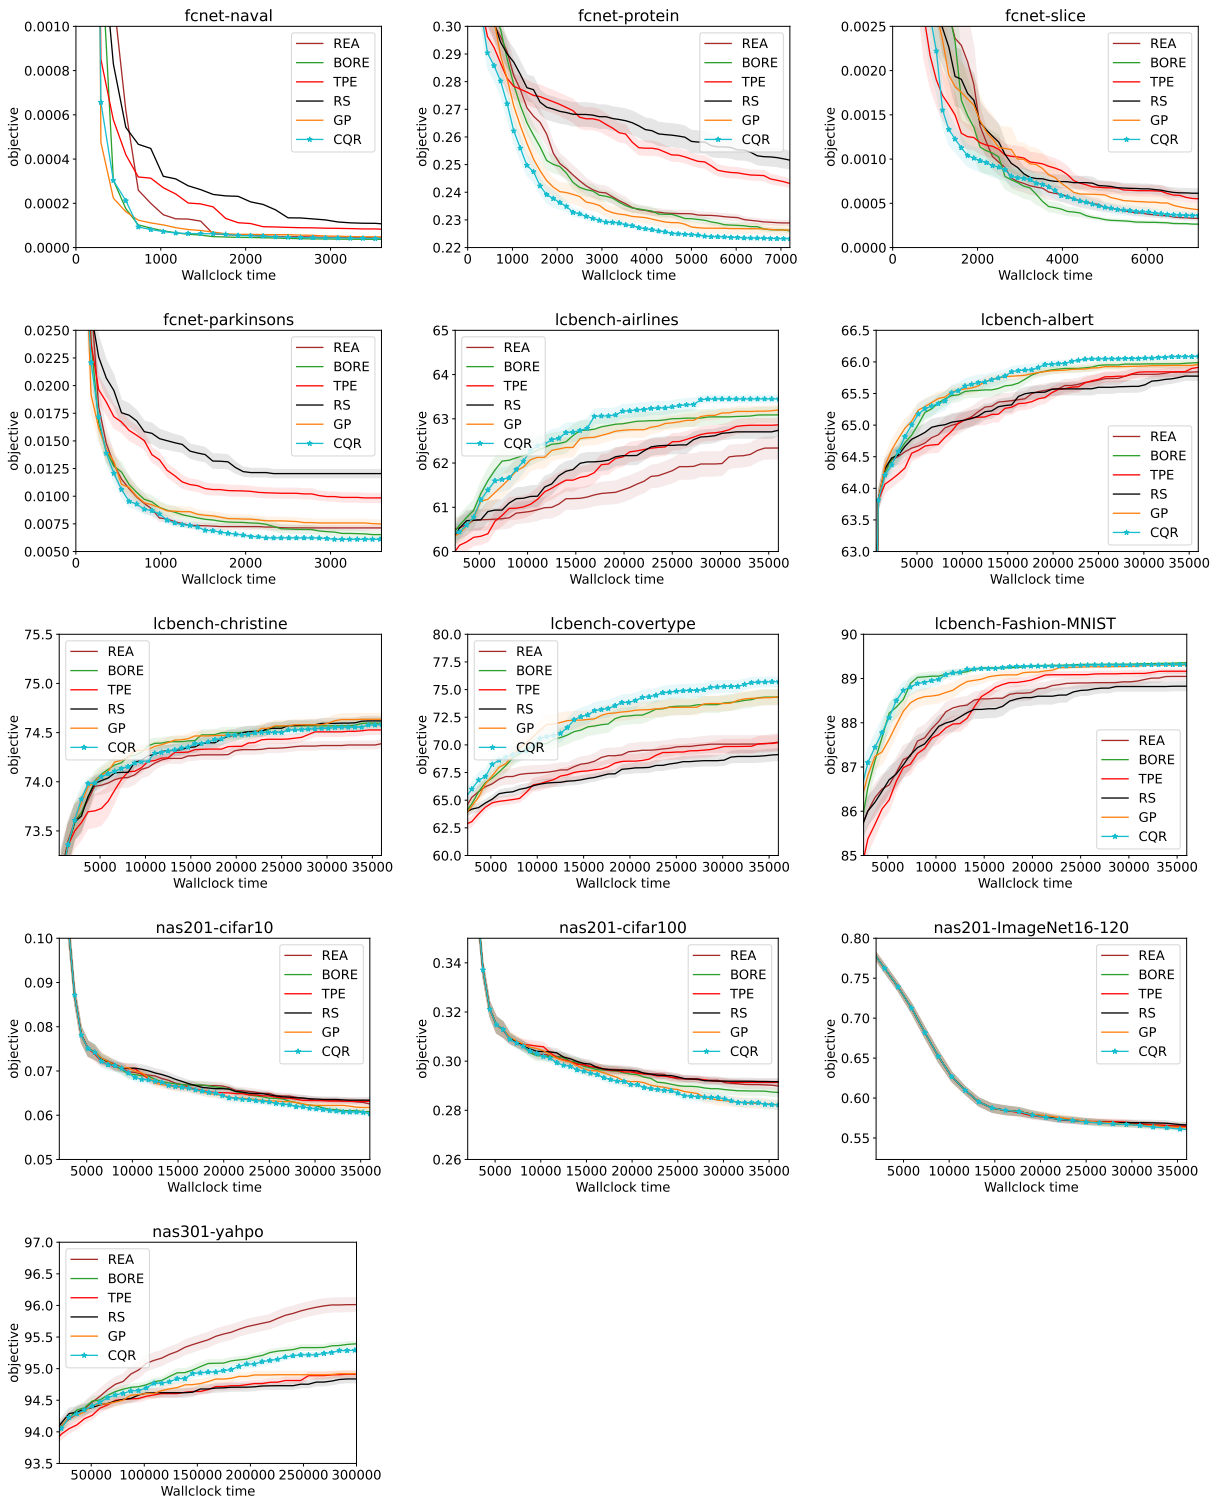 fcnet-naval
0.0010
0.0008
0.0006
0.0004
0.0002
0.0000
objective
0 1000 2000 3000
Wallclock time
REA
BORE
TPE
RS
GP
CQR
fcnet-protein
0.30
0.29
0.28
0.27
0.26
0.25
0.24
0.23
0.22
objective
0 1000 2000 3000 4000 5000 6000 7000
Wallclock time
REA
BORE
TPE
RS
GP
CQR
fcnet-slice
0.0025
0.0020
0.0015
0.0010
0.0005
0.0000
objective
0 2000 4000 6000
Wallclock time
REA
BORE
TPE
RS
GP
CQR
fcnet-parkinsons
0.0250
0.0225
0.0200
0.0175
0.0150
0.0125
0.0100
0.0075
0.0050
objective
0 1000 2000 3000
Wallclock time
REA
BORE
TPE
RS
GP
CQR
lcbench-airlines
65
64
63
62
61
60
objective
5000 10000 15000 20000 25000 30000 35000
Wallclock time
REA
BORE
TPE
RS
GP
CQR
lcbench-albert
66.5
66.0
65.5
65.0
64.5
64.0
63.5
63.0
objective
5000 10000 15000 20000 25000 30000 35000
Wallclock time
REA
BORE
TPE
RS
GP
CQR
lcbench-christine
75.5
75.0
74.5
74.0
73.5
objective
5000 10000 15000 20000 25000 30000 35000
Wallclock time
REA
BORE
TPE
RS
GP
CQR
lcbench-covertype
80.0
77.5
75.0
72.5
70.0
67.5
65.0
62.5
60.0
objective
5000 10000 15000 20000 25000 30000 35000
Wallclock time
REA
BORE
TPE
RS
GP
CQR
lcbench-Fashion-MNIST
90
89
88
87
86
85
objective
5000 10000 15000 20000 25000 30000 35000
Wallclock time
REA
BORE
TPE
RS
GP
CQR
nas201-cifar10
0.10
0.09
0.08
0.07
0.06
0.05
objective
5000 10000 15000 20000 25000 30000 35000
Wallclock time
REA
BORE
TPE
RS
GP
CQR
nas201-cifar100
0.34
0.32
0.30
0.28
0.26
objective
5000 10000 15000 20000 25000 30000 35000
Wallclock time
REA
BORE
TPE
RS
GP
CQR
nas201-ImageNet16-120
0.80
0.75
0.70
0.65
0.60
0.55
objective
5000 10000 15000 20000 25000 30000 35000
Wallclock time
REA
BORE
TPE
RS
GP
CQR
nas301-yahpo
97.0
96.5
96.0
95.5
95.0
94.5
94.0
93.5
objective
50000 100000 150000 200000 250000 300000
Wallclock time
REA
BORE
TPE
RS
GP
CQR